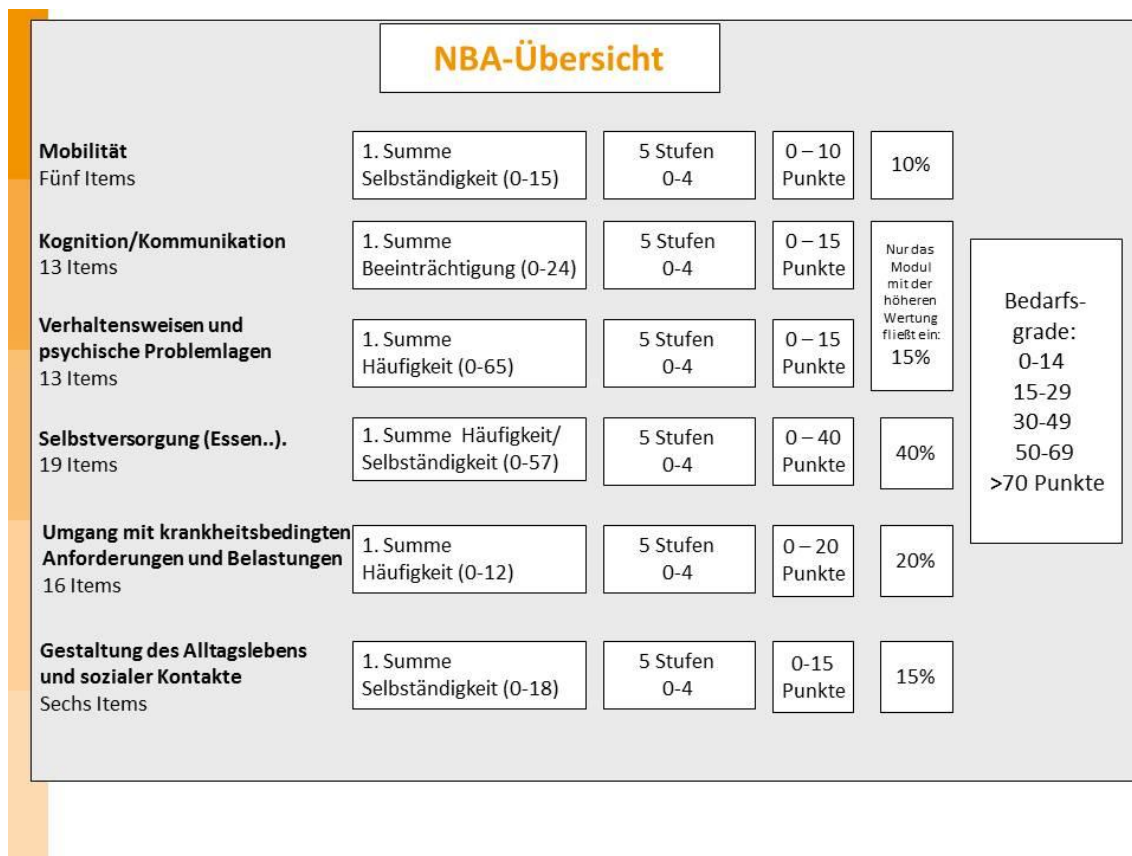 NBA-Übersicht
Mobilität
Fünf Items
1. Summe
Selbständigkeit (0-15)
5 Stufen
0-4
0 – 10
Punkte
10%
Kognition/Kommunikation
13 Items
1. Summe
Beeinträchtigung (0-24)
5 Stufen
0-4
0 – 15
Punkte
Nur das
Modul
mit der
höheren
Wertung
fließt ein:
15%
Verhaltensweisen und
psychische Problemlagen
13 Items
1. Summe
Häufigkeit (0-65)
5 Stufen
0-4
0 – 15
Punkte
Selbstversorgung (Essen..).
19 Items
1. Summe Häufigkeit/
Selbständigkeit (0-57)
5 Stufen
0-4
0 – 40
Punkte
40%
Umgang mit krankheitsbedingten
Anforderungen und Belastungen
16 Items
1. Summe
Häufigkeit (0-12)
5 Stufen
0-4
0 – 20
Punkte
20%
Gestaltung des Alltagslebens
und sozialer Kontakte
Sechs Items
1. Summe
Selbständigkeit (0-18)
5 Stufen
0-4
0-15
Punkte
15%
Bedarfs-
grade:
0-14
15-29
30-49
50-69
>70 Punkte